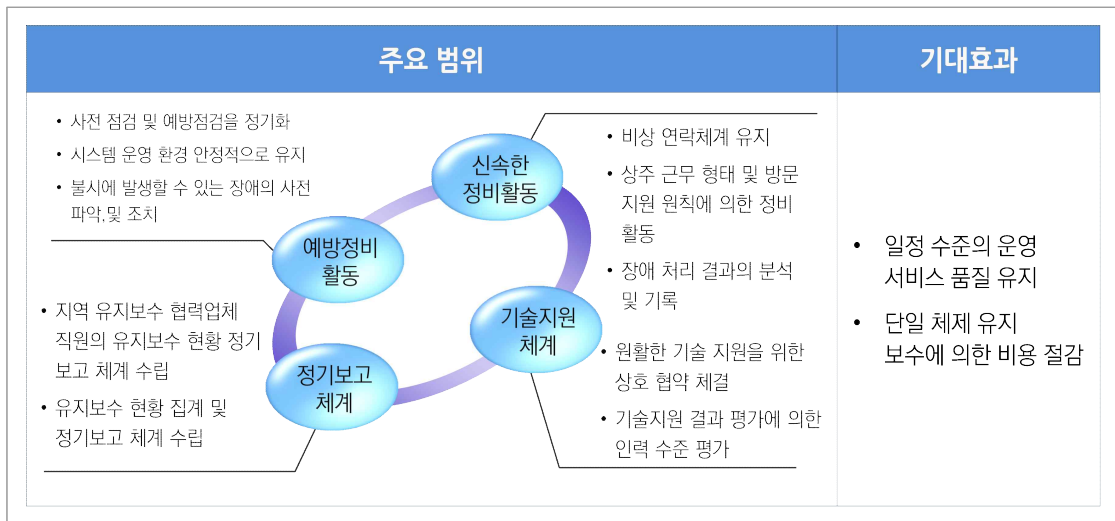 주요 범위
기대효과
• 사전 점검 및 예방점검을 정기화
• 시스템 운영 환경 안정적으로 유지
• 불시에 발생할 수 있는 장애의 사전
파악,및 조치
예방정비
활동
신속한
정비활동
• 비상 연락체계 유지
• 상주 근무 형태 및 방문
지원 원칙에 의한 정비
활동
• 장애 처리 결과의 분석
및 기록
• 지역 유지보수 협력업체
직원의 유지보수 현황 정기
보고 체계 수립
• 유지보수 현황 집계 및
정기보고 체계 수립
정기보고
체계
기술지원
체계
• 원활한 기술 지원을 위한
상호 협약 체결
• 기술지원 결과 평가에 의한
인력 수준 평가
• 일정 수준의 운영
서비스 품질 유지
• 단일 체제 유지
보수에 의한 비용 절감